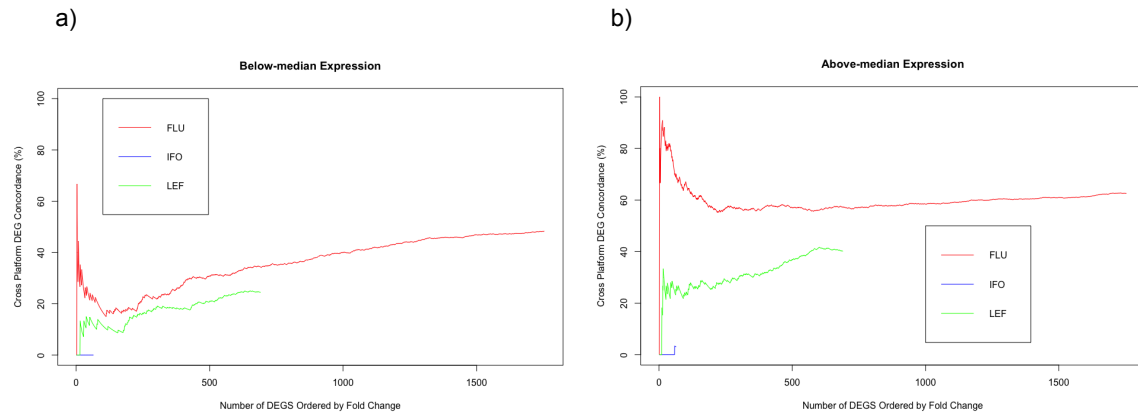 a)
Below-median Expression
Cross Platform DEG Concordance (%)
100
80
60
40
20
0
FLU
IFO
LEF
0 500 1000 1500
Number of DEGS Ordered by Fold Change
b)
Above-median Expression
Cross Platform DEG Concordance (%)
100
80
60
40
20
0
FLU
IFO
LEF
0 500 1000 1500
Number of DEGS Ordered by Fold Change